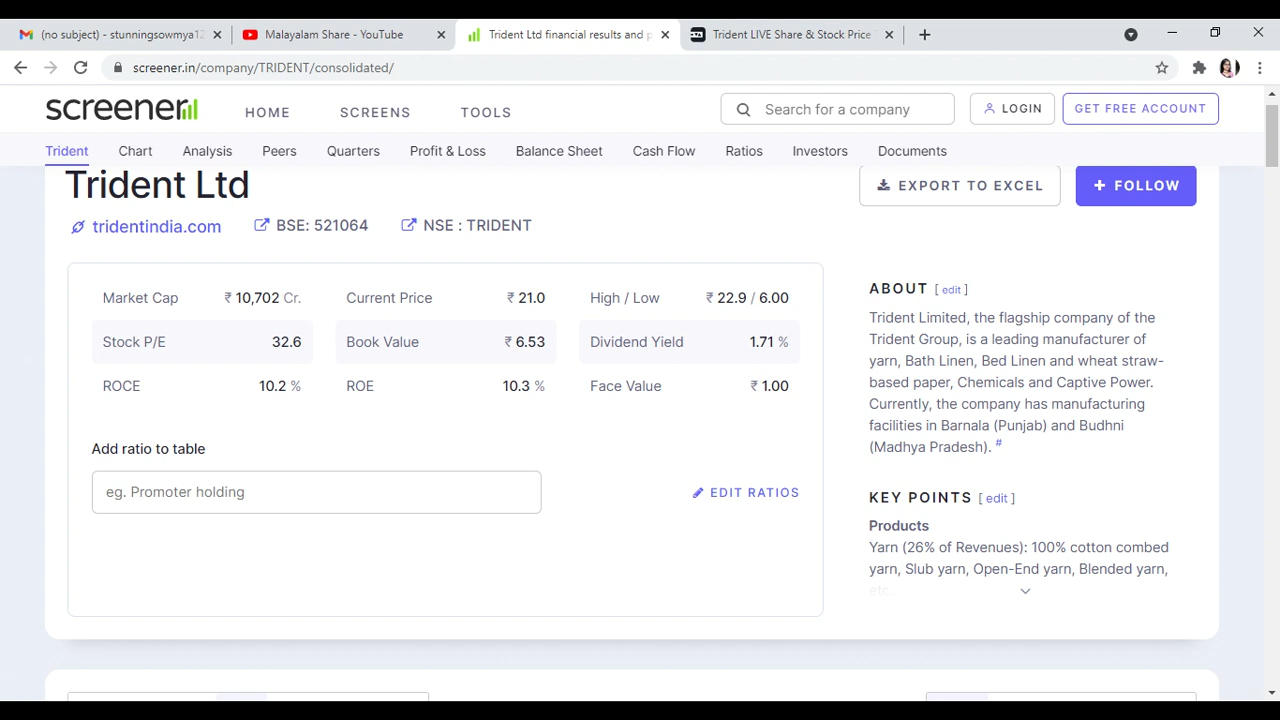 (no subject) - stunningsowmya12
Malayalam Share - YouTube
Trident Ltd financial results and p
Trident LIVE Share & Stock Price T
screener.in/company/TRIDENT/consolidated/
screener
HOME SCREENS TOOLS
Search for a company
LOGIN
GET FREE ACCOUNT
Trident Chart Analysis Peers Quarters Profit & Loss Balance Sheet Cash Flow Ratios Investors Documents
Trident Ltd
EXPORT TO EXCEL
+ FOLLOW
tridentindia.com BSE: 521064 NSE : TRIDENT
Market Cap ₹ 10,702 Cr. Current Price ₹ 21.0 High / Low ₹ 22.9 / 6.00
Stock P/E 32.6 Book Value ₹ 6.53 Dividend Yield 1.71 %
ROCE 10.2 % ROE 10.3 % Face Value ₹ 1.00
Add ratio to table
eg. Promoter holding
EDIT RATIOS
ABOUT [ edit ]
Trident Limited, the flagship company of the
Trident Group, is a leading manufacturer of
yarn, Bath Linen, Bed Linen and wheat straw-
based paper, Chemicals and Captive Power.
Currently, the company has manufacturing
facilities in Barnala (Punjab) and Budhni
(Madhya Pradesh). #
KEY POINTS [ edit ]
Products
Yarn (26% of Revenues): 100% cotton combed
yarn, Slub yarn, Open-End yarn, Blended yarn,
etc.